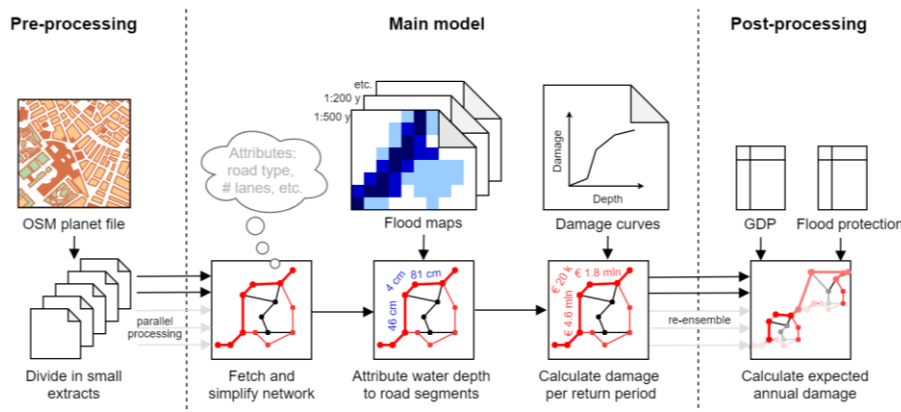 Pre-processing
Main model
Post-processing
etc.
1:200 y
1:500 y
Attributes:
road type,
# lanes, etc.
Damage
Depth
OSM planet file
Flood maps
Damage curves
GDP
Flood protection
81 cm
4 cm
46 cm
€ 20 k
€ 1.8 mln
€ 4.6 mln
parallel
processing
re-ensemble
Divide in small
extracts
Fetch and
simplify network
Attribute water depth
to road segments
Calculate damage
per return period
Calculate expected
annual damage